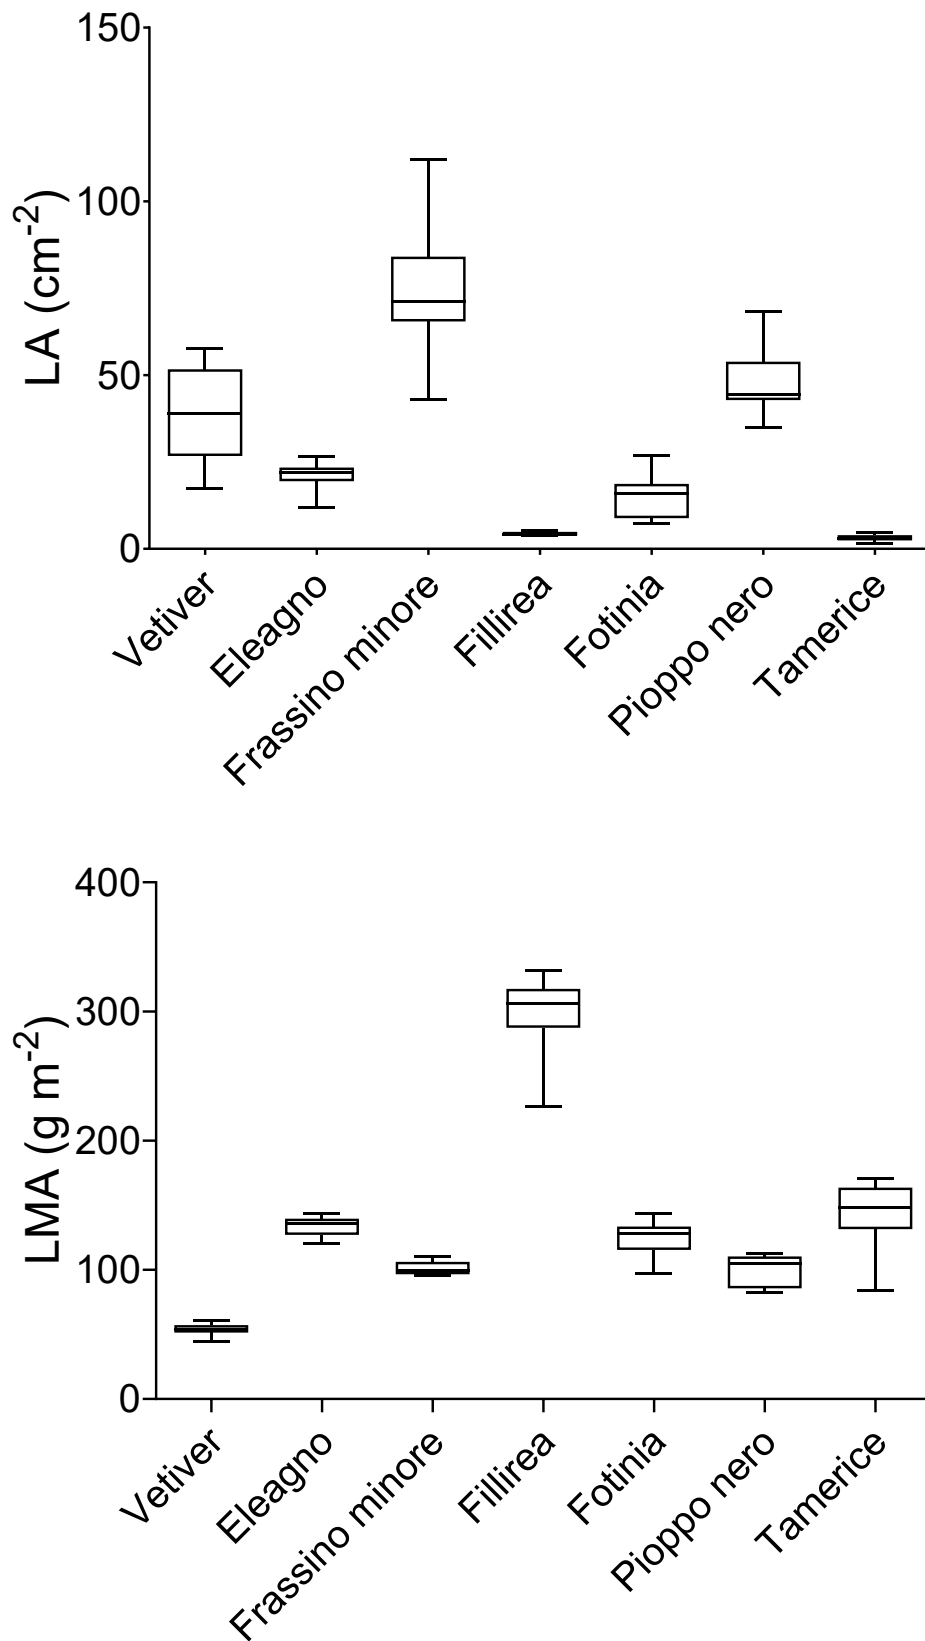 150
100
50
0
LA (cm-2)
Vetiver
Eleagno
Frassino minore
Fillirea
Fotinia
Pioppo nero
Tamerice
400
300
200
100
0
LMA (g m-2)
Vetiver
Eleagno
Frassino minore
Fillirea
Fotinia
Pioppo nero
Tamerice